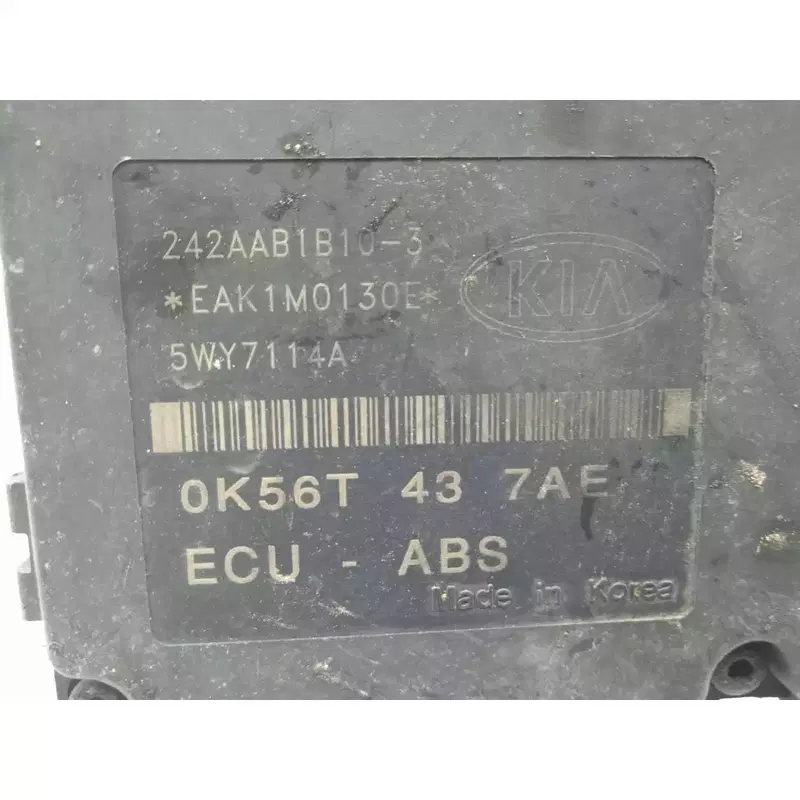 242AAB1B10-3
*EAK1M0130E*
KIA
5WY7114A
0K56T 43 7AE
ECU - ABS
Made in Korea